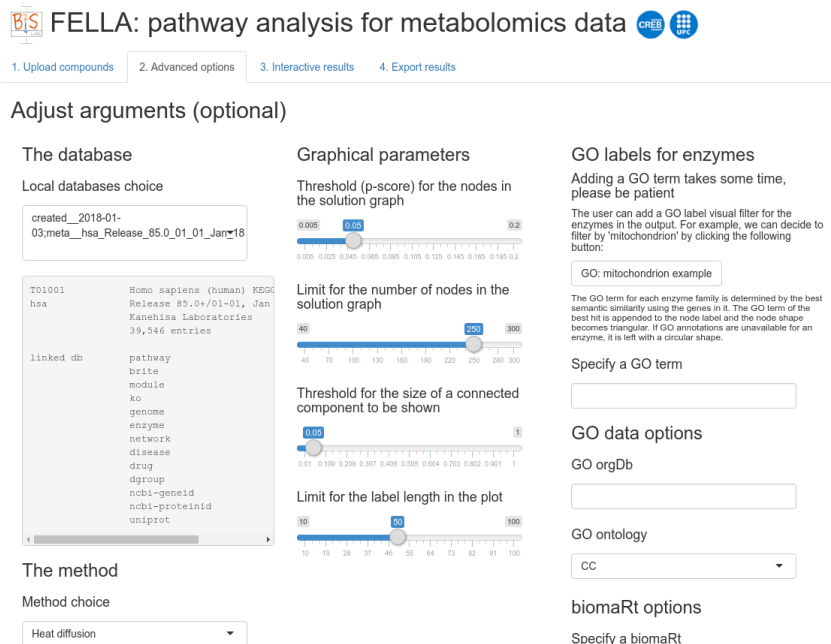 BiS
FELLA: pathway analysis for metabolomics data
CREB
UPC
1. Upload compounds
2. Advanced options
3. Interactive results
4. Export results
Adjust arguments (optional)
The database
Local databases choice
created__2018-01-
03;meta__hsa_Release_85.0_01_01_Jan_18
T01001 Homo sapiens (human) KEGG
hsa Release 85.0+/01-01, Jan
Kanehisa Laboratories
39,546 entries
linked db pathway
brite
module
ko
genome
enzyme
network
disease
drug
dgroup
ncbi-geneid
ncbi-proteinid
uniprot
The method
Method choice
Heat diffusion
Graphical parameters
Threshold (p-score) for the nodes in
the solution graph
0.005 0.05 0.2
0.005 0.025 0.045 0.065 0.085 0.105 0.125 0.145 0.165 0.185 0.2
Limit for the number of nodes in the
solution graph
40 250 300
40 70 100 130 160 190 220 250 280 300
Threshold for the size of a connected
component to be shown
0.05 1
0.01 0.109 0.208 0.307 0.406 0.505 0.604 0.703 0.802 0.901 1
Limit for the label length in the plot
10 50 100
10 19 28 37 46 55 64 73 82 91 100
GO labels for enzymes
Adding a GO term takes some time,
please be patient
The user can add a GO label visual filter for the
enzymes in the output. For example, we can decide to
filter by 'mitochondrion' by clicking the following
button:
GO: mitochondrion example
The GO term for each enzyme family is determined by the best
semantic similarity using the genes in it. The GO term of the
best hit is appended to the node label and the node shape
becomes triangular. If GO annotations are unavailable for an
enzyme, it is left with a circular shape.
Specify a GO term
GO data options
GO orgDb
GO ontology
CC
biomaRt options
Specify a biomaRt